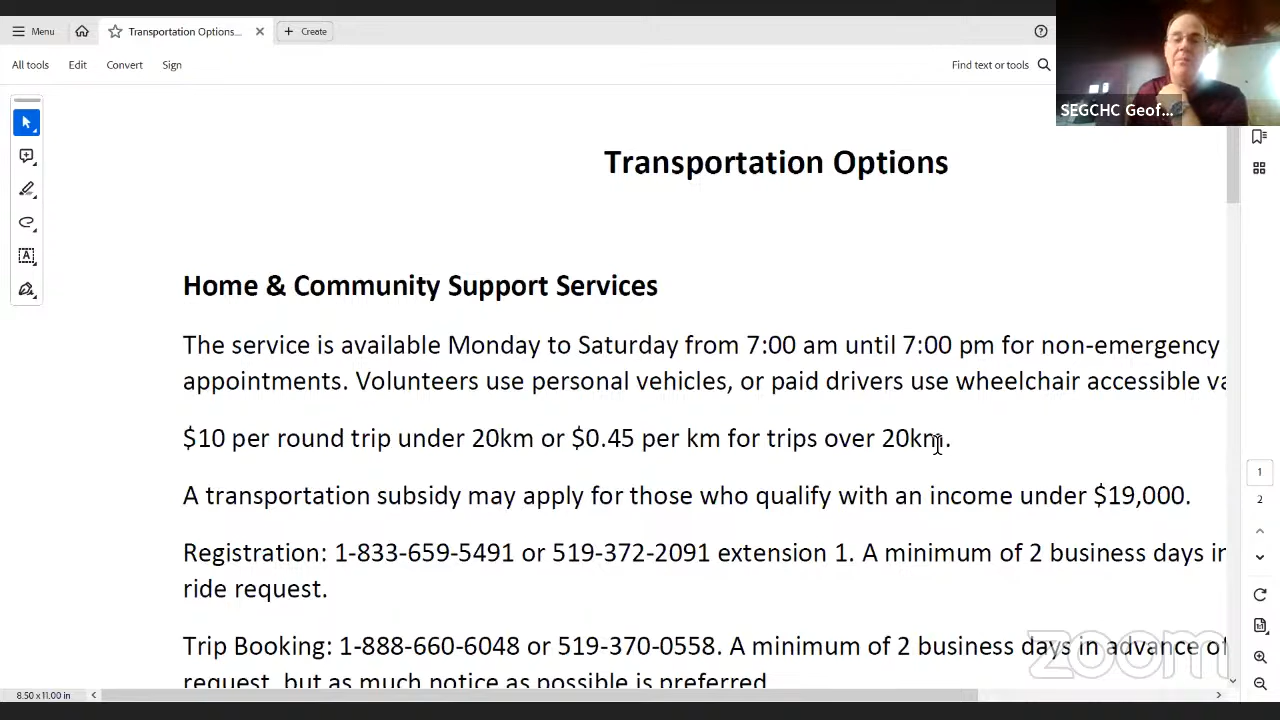 Menu
Transportation Options...
Create
All tools
Edit
Convert
Sign
Find text or tools
SEGCHC Geof...
Transportation Options
Home & Community Support Services
The service is available Monday to Saturday from 7:00 am until 7:00 pm for non-emergency
appointments. Volunteers use personal vehicles, or paid drivers use wheelchair accessible
$10 per round trip under 20km or $0.45 per km for trips over 20km.
A transportation subsidy may apply for those who qualify with an income under $19,000.
Registration: 1-833-659-5491 or 519-372-2091 extension 1. A minimum of 2 business days in
ride request.
Trip Booking: 1-888-660-6048 or 519-370-0558. A minimum of 2 business days in advance of
request, but as much notice as possible is preferred
1
2
8.50 x 11.00 in
zoom